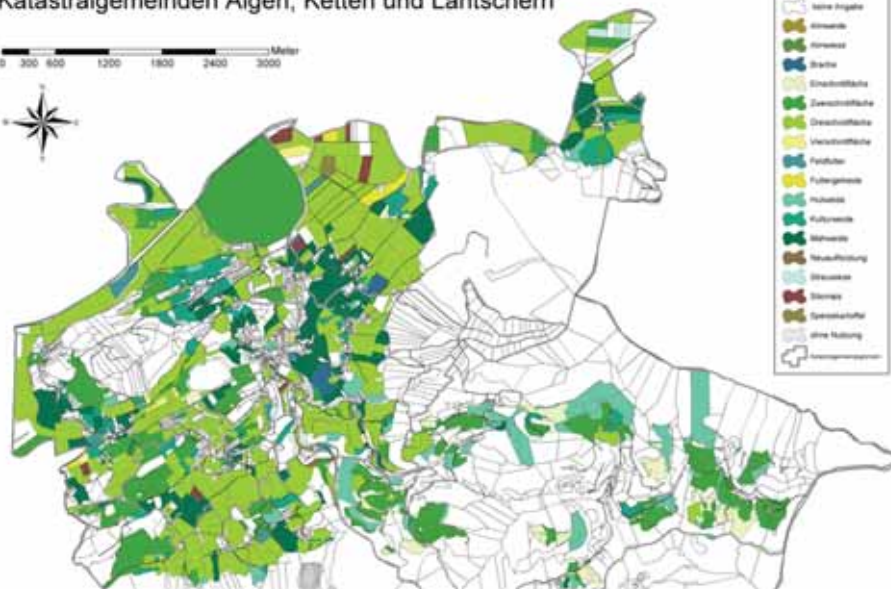 Katastralgemeinden Aigen, Ketten und Lantschern
Meter
0 300 600 1200 1800 2400 3000
keine Angabe
Almweide
Almwiese
Brache
Einschnittfläche
Zweischnittfläche
Dreischnittfläche
Vierschnittfläche
Feldfutter
Futtergetreide
Hutweide
Kulturweide
Mähweide
Neuaufforstung
Streuwiese
Silomais
Speisekartoffel
ohne Nutzung